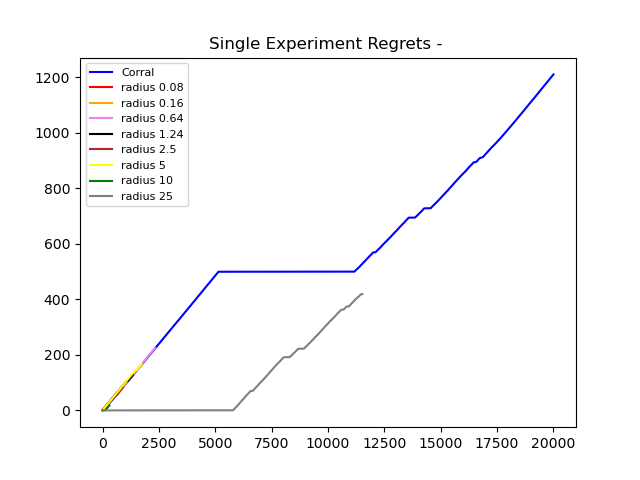 Single Experiment Regrets -
Corral
radius 0.08
radius 0.16
radius 0.64
radius 1.24
radius 2.5
radius 5
radius 10
radius 25
1200
1000
800
600
400
200
0
0 2500 5000 7500 10000 12500 15000 17500 20000